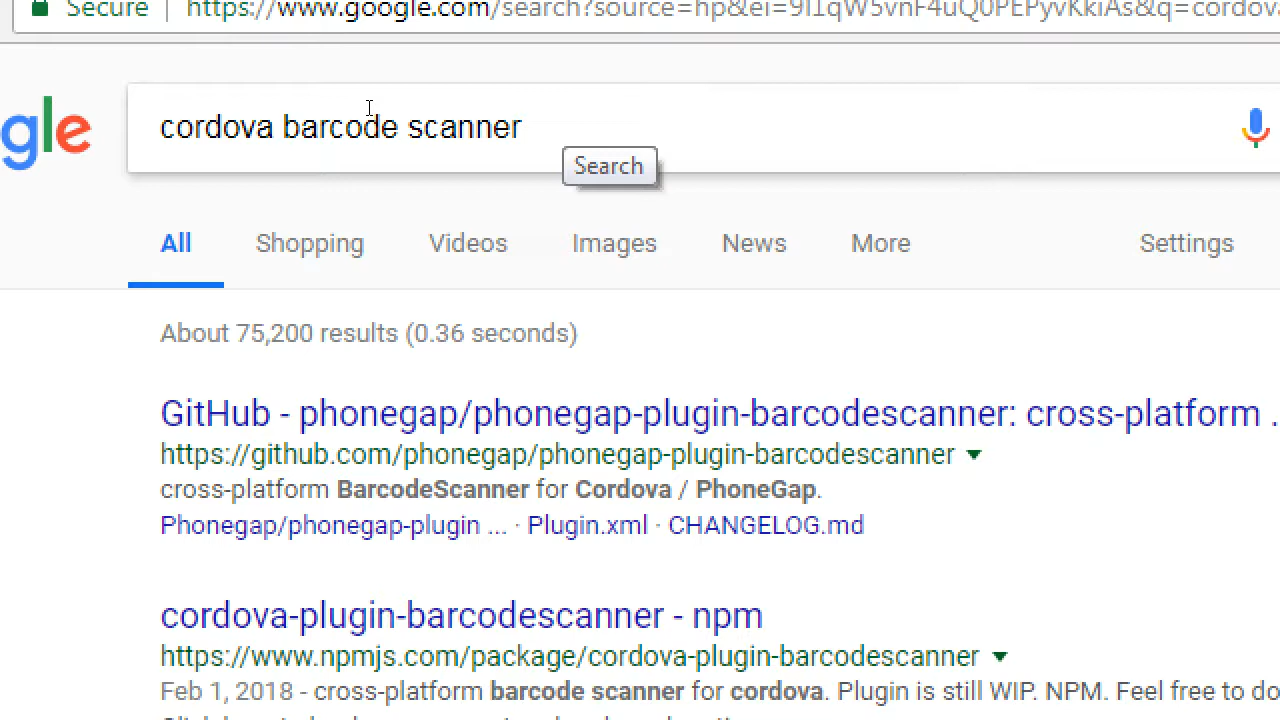 Secure https://www.google.com/search?source=hp&ei=
gle cordova barcode scanner
Search
All Shopping Videos Images News More Settings
About 75,200 results (0.36 seconds)
GitHub - phonegap/phonegap-plugin-barcodescanner: cross-platform .
https://github.com/phonegap/phonegap-plugin-barcodescanner
cross-platform BarcodeScanner for Cordova / PhoneGap.
Phonegap/phonegap-plugin ... · Plugin.xml · CHANGELOG.md
cordova-plugin-barcodescanner - npm
https://www.npmjs.com/package/cordova-plugin-barcodescanner
Feb 1, 2018 - cross-platform barcode scanner for cordova. Plugin is still WIP. NPM. Feel free to do